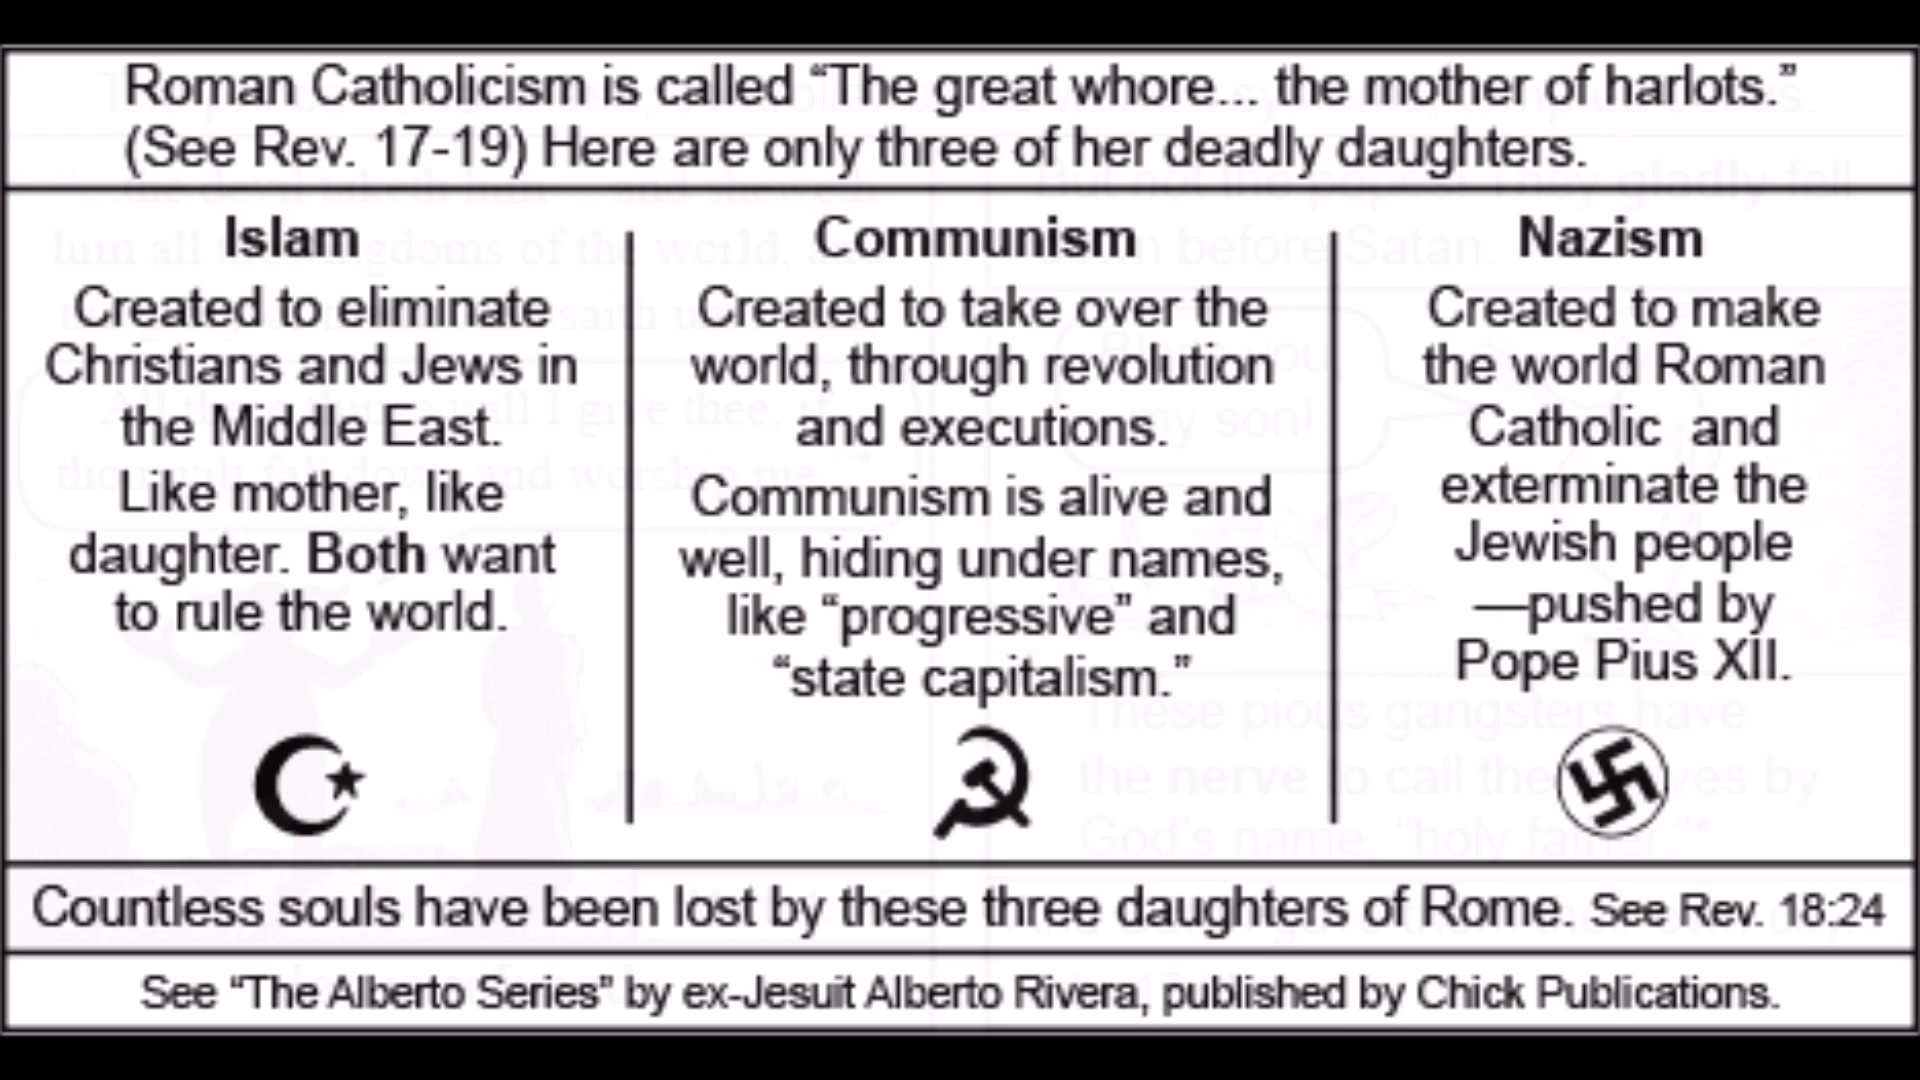 Roman Catholicism is called “The great whore... the mother of harlots.”
(See Rev. 17-19) Here are only three of her deadly daughters.
Islam
Created to eliminate
Christians and Jews in
the Middle East.
Like mother, like
daughter. Both want
to rule the world.
Communism
Created to take over the
world, through revolution
and executions.
Communism is alive and
well, hiding under names,
like “progressive” and
“state capitalism.”
Nazism
Created to make
the world Roman
Catholic and
exterminate the
Jewish people
—pushed by
Pope Pius XII.
Countless souls have been lost by these three daughters of Rome. See Rev. 18:24
See “The Alberto Series” by ex-Jesuit Alberto Rivera, published by Chick Publications.